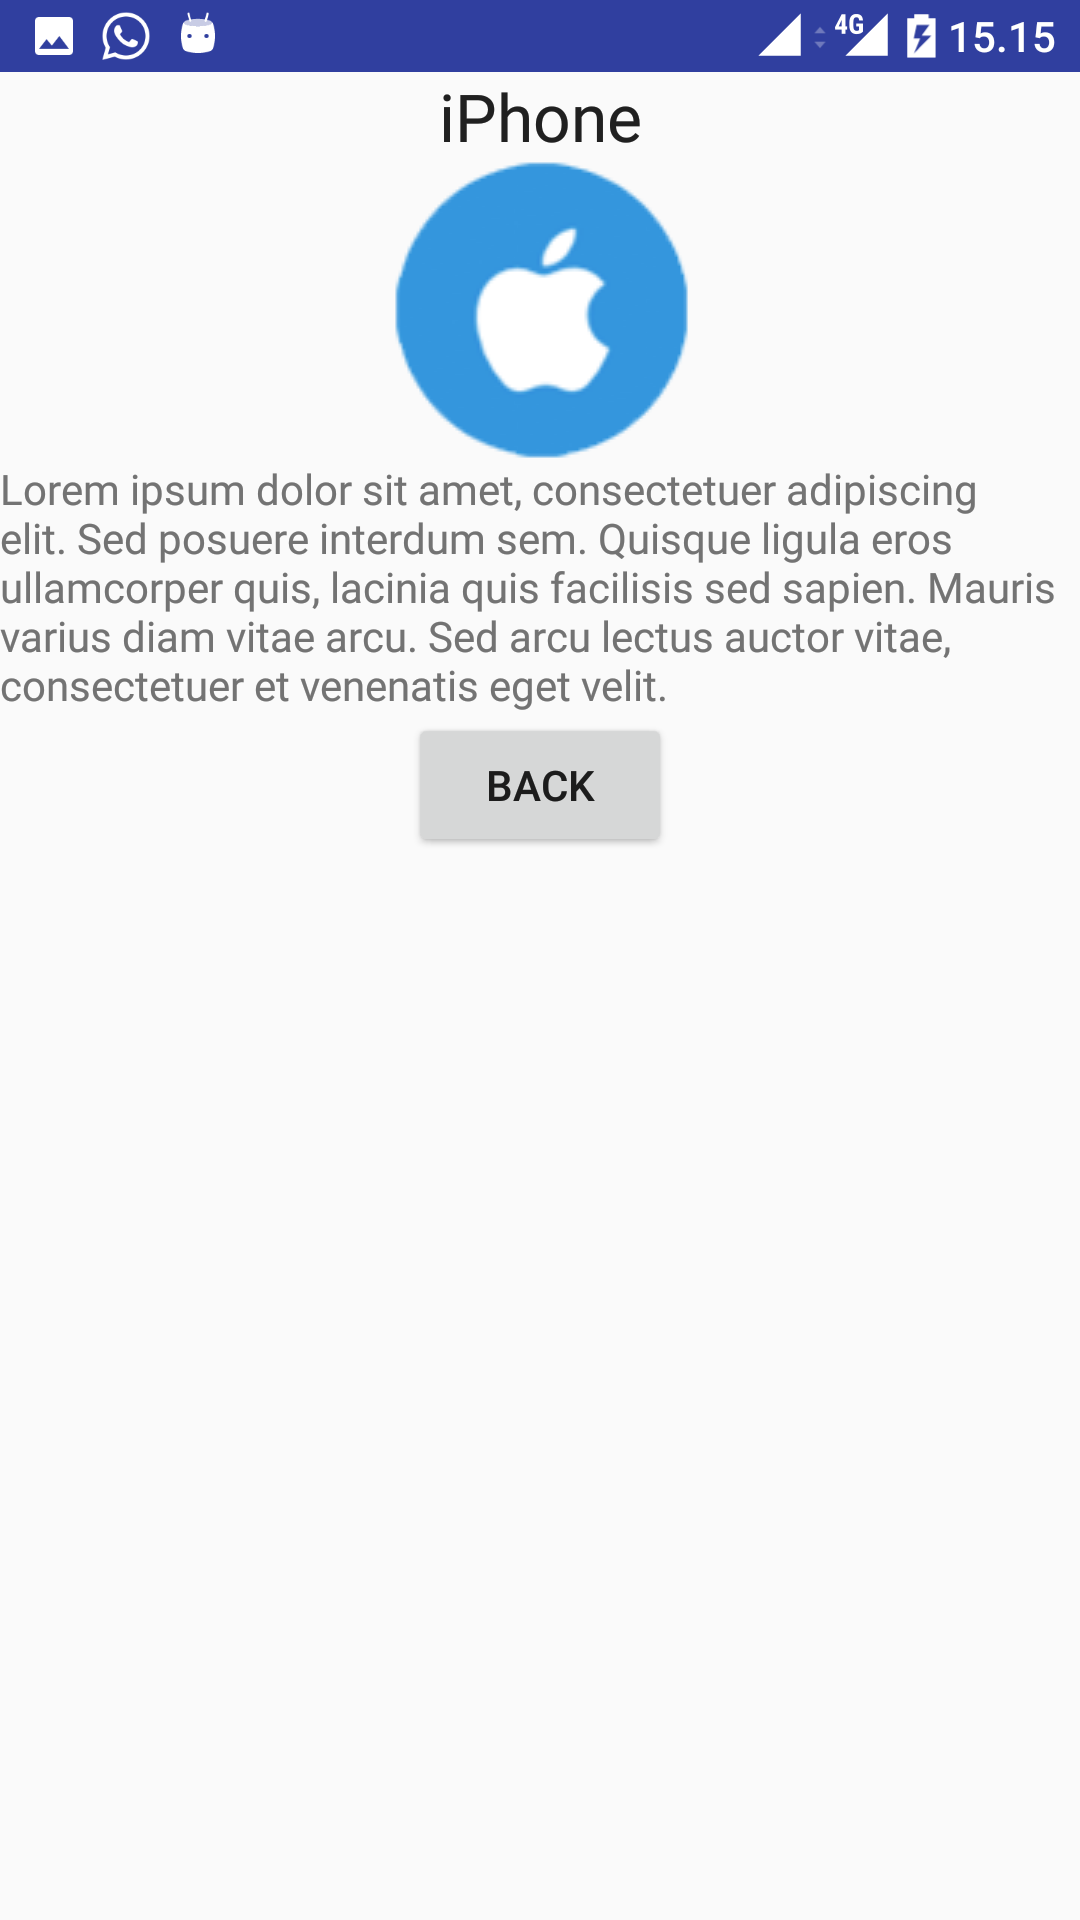 4G 15.15
iPhone
Lorem ipsum dolor sit amet, consectetuer adipiscing
elit. Sed posuere interdum sem. Quisque ligula eros
ullamcorper quis, lacinia quis facilisis sed sapien. Mauris
varius diam vitae arcu. Sed arcu lectus auctor vitae,
consectetuer et venenatis eget velit.
BACK